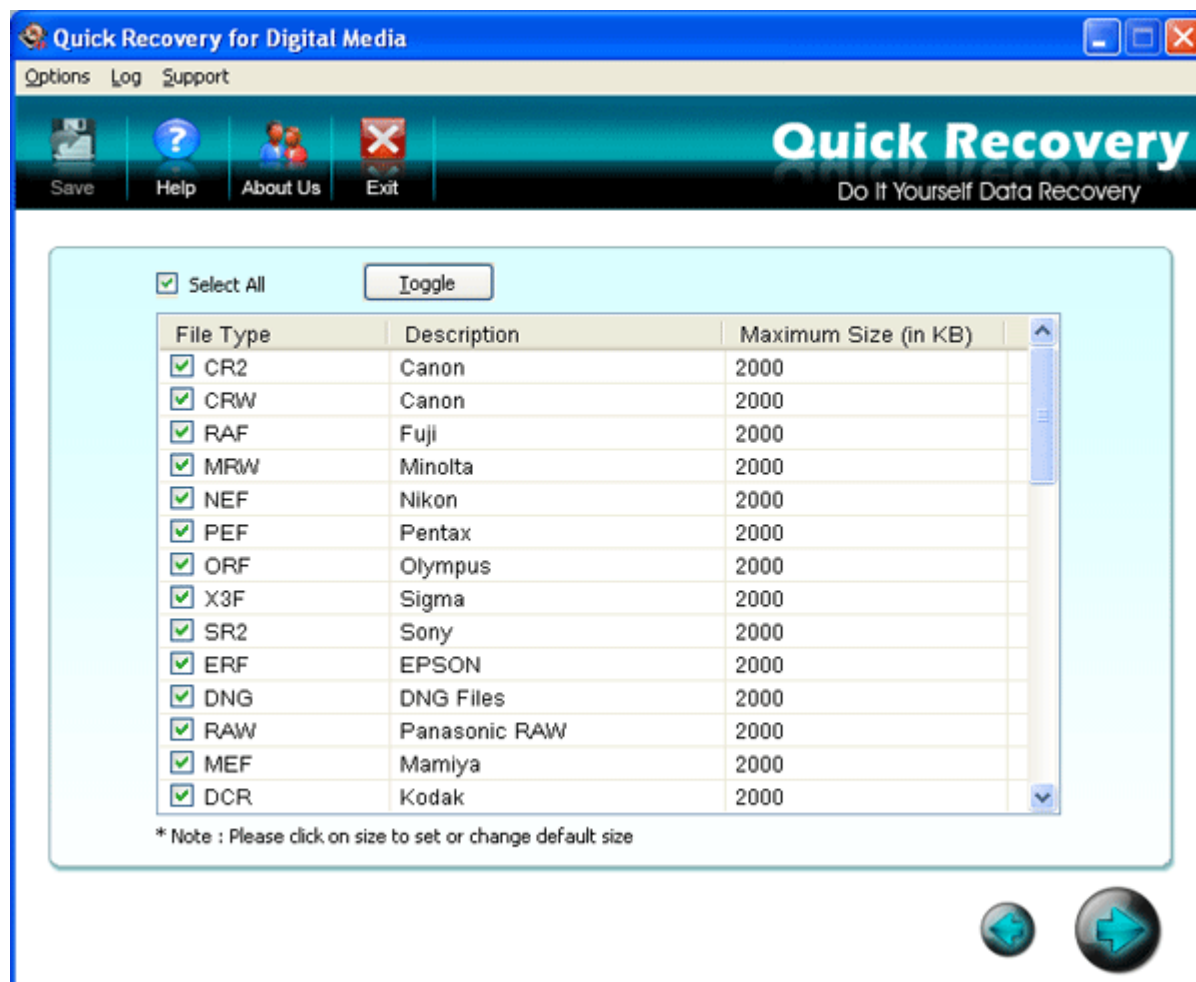 Quick Recovery for Digital Media
Options Log Support
Save Help About Us Exit
Quick Recovery
Do It Yourself Data Recovery
Select All Toggle
File Type Description Maximum Size (in KB)
CR2 Canon 2000
CRW Canon 2000
RAF Fuji 2000
MRW Minolta 2000
NEF Nikon 2000
PEF Pentax 2000
ORF Olympus 2000
X3F Sigma 2000
SR2 Sony 2000
ERF EPSON 2000
DNG DNG Files 2000
RAW Panasonic RAW 2000
MEF Mamiya 2000
DCR Kodak 2000
* Note : Please click on size to set or change default size